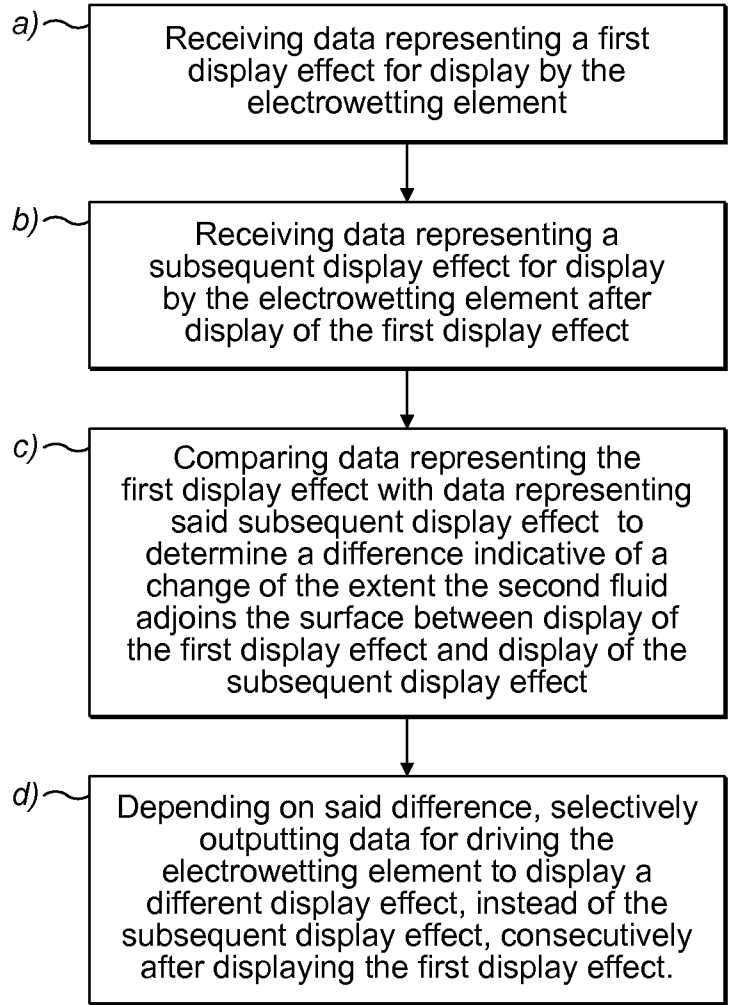 a)
Receiving data representing a first
display effect for display by the
electrowetting element
b)
Receiving data representing a
subsequent display effect for display
by the electrowetting element after
display of the first display effect
c)
Comparing data representing the
first display effect with data representing
said subsequent display effect to
determine a difference indicative of a
change of the extent the second fluid
adjoins the surface between display of
the first display effect and display of the
subsequent display effect
d)
Depending on said difference, selectively
outputting data for driving the
electrowetting element to display a
different display effect, instead of the
subsequent display effect, consecutively
after displaying the first display effect.